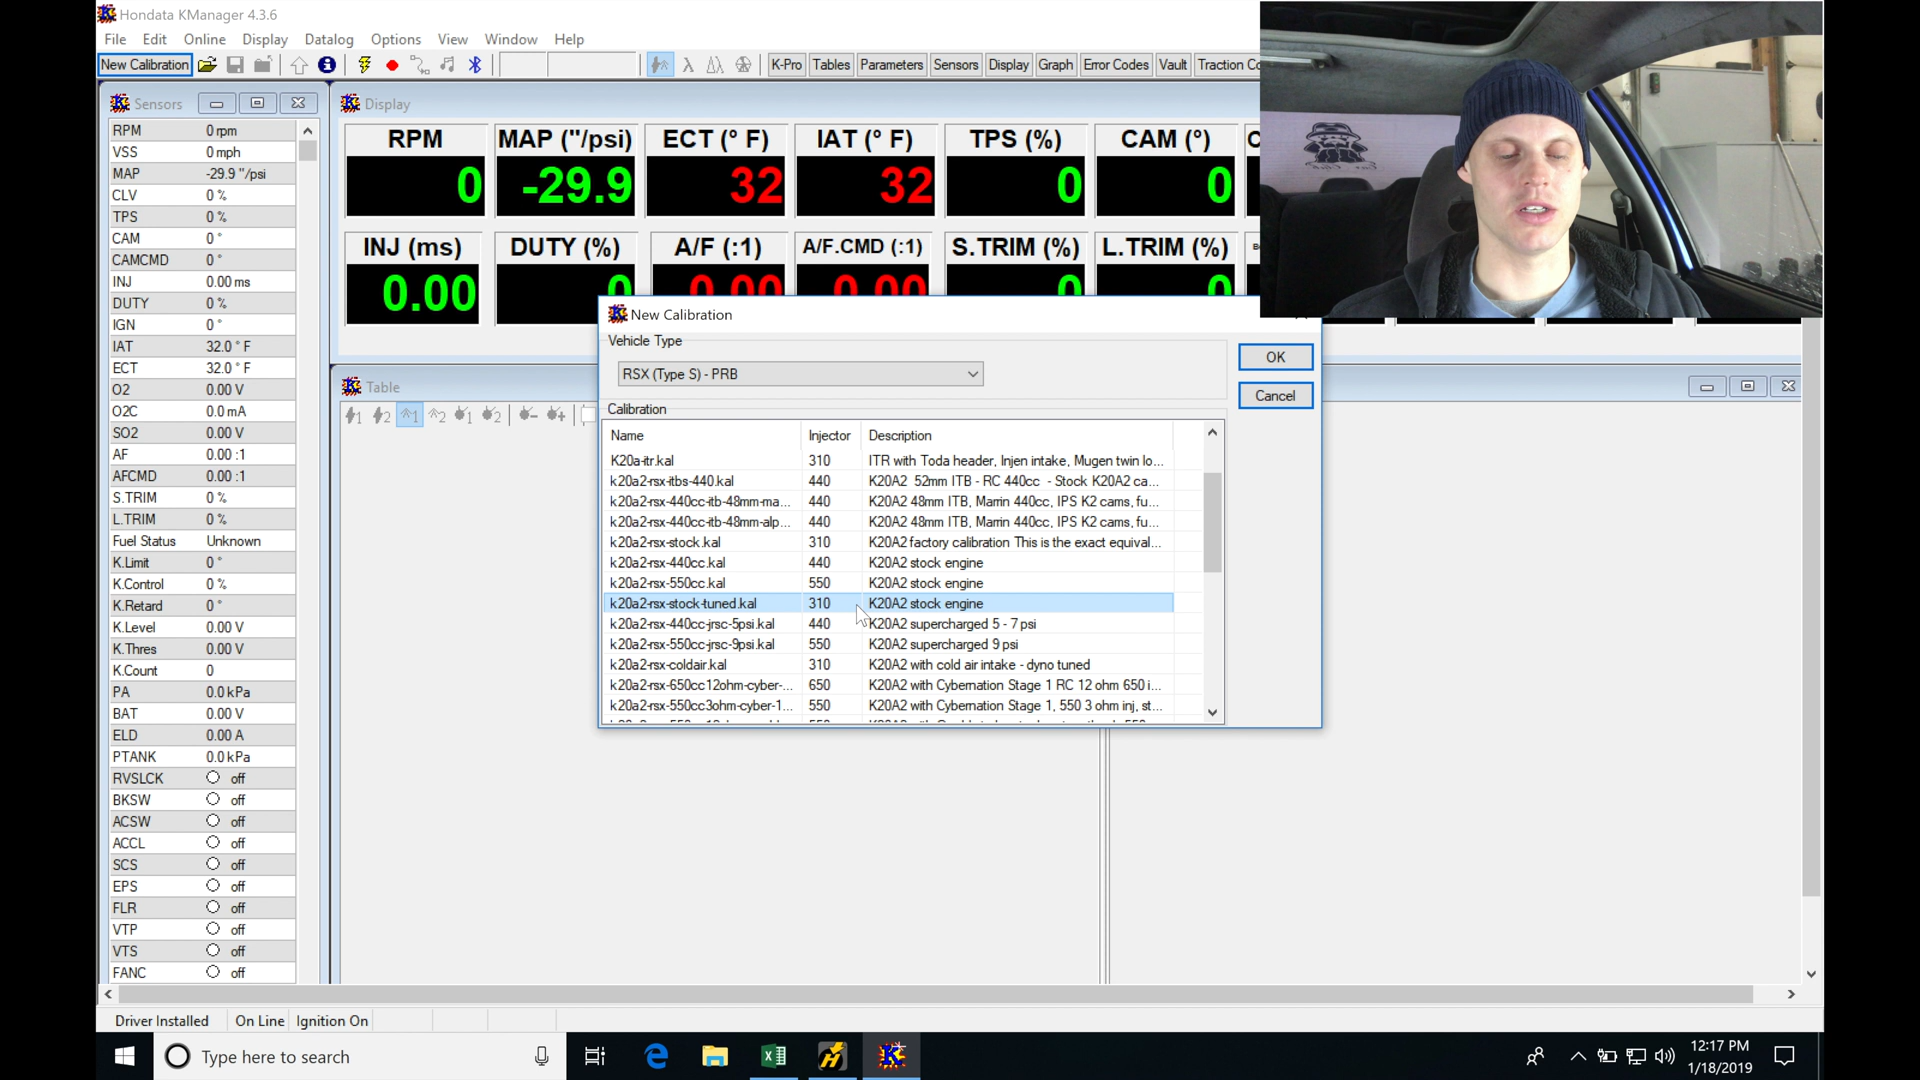 Hondata KManager 4.3.6
File Edit Online Display Datalog Options View Window Help
New Calibration K-Pro Tables Parameters Sensors Display Graph Error Codes Vault Traction Co
Sensors
RPM 0 rpm
VSS 0 mph
MAP -29.9 "/psi
CLV 0 %
TPS 0 %
CAM 0 °
CAMCMD 0 °
INJ 0.00 ms
DUTY 0 %
IGN 0 °
IAT 32.0 ° F
ECT 32.0 ° F
O2 0.00 V
O2C 0.0 mA
SO2 0.00 V
AF 0.00 :1
AFCMD 0.00 :1
S.TRIM 0 %
L.TRIM 0 %
Fuel Status Unknown
K.Limit 0 °
K.Control 0 %
K.Retard 0 °
K.Level 0.00 V
K.Thres 0.00 V
K.Count 0
PA 0.0 kPa
BAT 0.00 V
ELD 0.00 A
PTANK 0.0 kPa
RVSLCK off
BKSW off
ACSW off
ACCL off
SCS off
EPS off
FLR off
VTP off
VTS off
FANC off
Display
RPM MAP ("/psi) ECT (° F) IAT (° F) TPS (%) CAM (°) C
0 -29.9 32 32 0 0
INJ (ms) DUTY (%) A/F (:1) A/F.CMD (:1) S.TRIM (%) L.TRIM (%)
0.00 0 0.00 0.00 0 0
Table
New Calibration
Vehicle Type
RSX (Type S) - PRB
OK
Cancel
Calibration
Name Injector Description
K20a-itr.kal 310 ITR with Toda header, Injen intake, Mugen twin lo...
k20a2-rsx-itbs-440.kal 440 K20A2 52mm ITB - RC 440cc - Stock K20A2 ca...
k20a2-rsx-440cc-itb-48mm-ma... 440 K20A2 48mm ITB, Marrin 440cc, IPS K2 cams, fu...
k20a2-rsx-440cc-itb-48mm-alp... 440 K20A2 48mm ITB, Marrin 440cc, IPS K2 cams, fu...
k20a2-rsx-stock.kal 310 K20A2 factory calibration This is the exact equival...
k20a2-rsx-440cc.kal 440 K20A2 stock engine
k20a2-rsx-550cc.kal 550 K20A2 stock engine
k20a2-rsx-stock-tuned.kal 310 K20A2 stock engine
k20a2-rsx-440cc-jrsc-5psi.kal 440 K20A2 supercharged 5 - 7 psi
k20a2-rsx-550cc-jrsc-9psi.kal 550 K20A2 supercharged 9 psi
k20a2-rsx-coldair.kal 310 K20A2 with cold air intake - dyno tuned
k20a2-rsx-650cc12ohm-cyber-... 650 K20A2 with Cybernation Stage 1 RC 12 ohm 650 i...
k20a2-rsx-550cc3ohm-cyber-1... 550 K20A2 with Cybernation Stage 1, 550 3 ohm inj, st...
Driver Installed On Line Ignition On
Type here to search
12:17 PM
1/18/2019